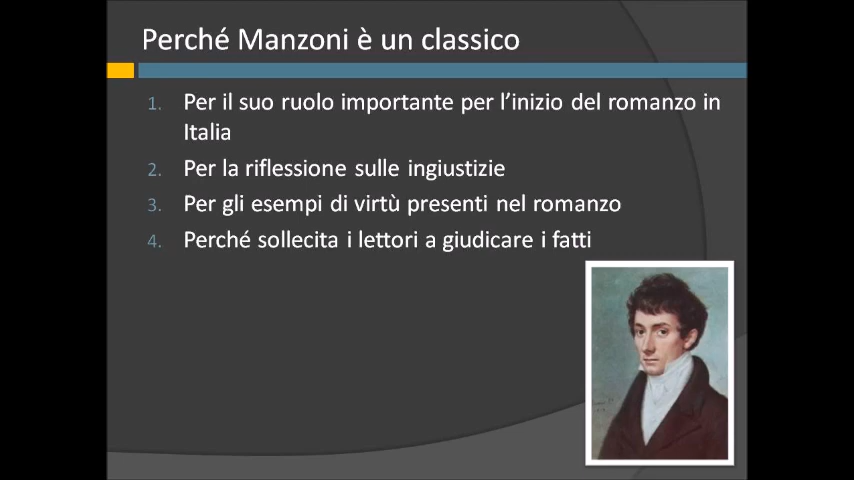 Perché Manzoni è un classico
1. Per il suo ruolo importante per l'inizio del romanzo in
Italia
2. Per la riflessione sulle ingiustizie
3. Per gli esempi di virtù presenti nel romanzo
4. Perché sollecita i lettori a giudicare i fatti